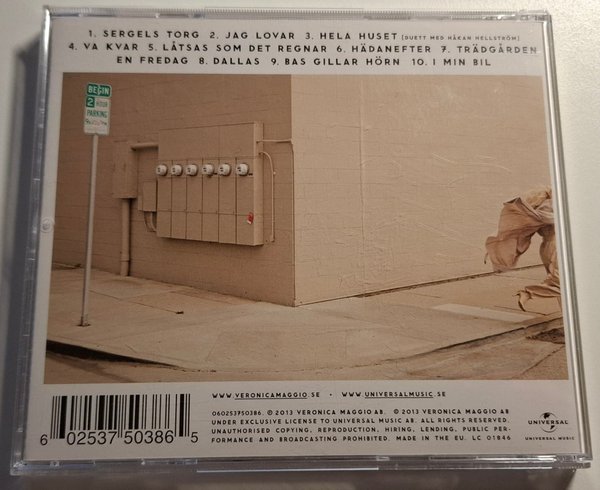 1. SERGELS TORG 2. JAG LOVAR 3. HELA HUSET (DUETT MED HÅKAN HELLSTRÖM)
4. VA KVAR 5. LÅTSAS SOM DET REGNAR 6. HÄDANEFTER 7. TRÄDGÅRDEN
EN FREDAG 8. DALLAS 9. BAS GILLAR HÖRN 10. I MIN BIL
BEGIN
2 HOUR
PARKING
WWW.VERONICAMAGGIO.SE • WWW.UNIVERSALMUSIC.SE
06025375O386. ℗ 2013 VERONICA MAGGIO AB. © 2013 VERONICA MAGGIO AB
UNDER EXCLUSIVE LICENSE TO UNIVERSAL MUSIC AB. ALL RIGHTS RESERVED.
UNAUTHORISED COPYING, REPRODUCTION, HIRING, LENDING, PUBLIC PER-
FORMANCE AND BROADCASTING PROHIBITED. MADE IN THE EU. LC 01846
6 02537 50386 5
UNIVERSAL
UNIVERSAL MUSIC